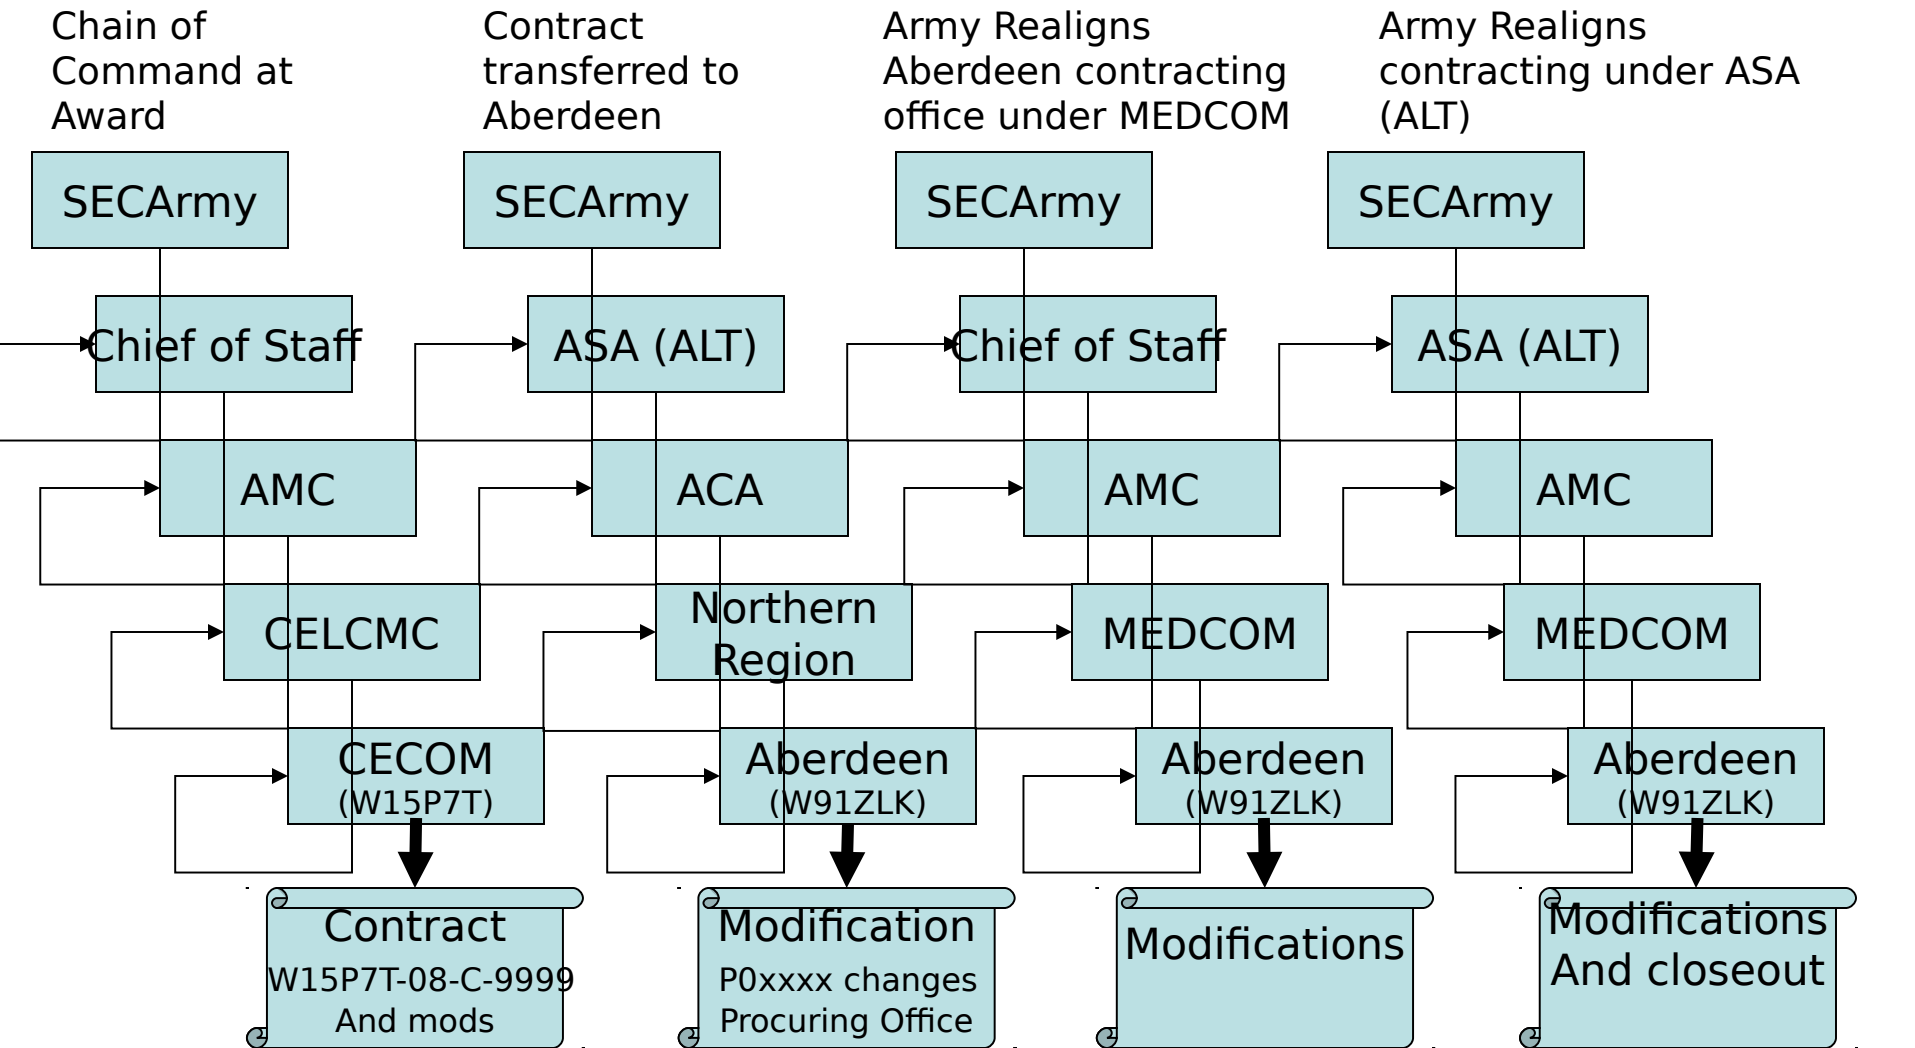 Chain of
Command at
Award
Contract
transferred to
Aberdeen
Army Realigns
Aberdeen contracting
office under MEDCOM
Army Realigns
contracting under ASA
(ALT)
SECArmy
SECArmy
SECArmy
SECArmy
Chief of Staff
ASA (ALT)
Chief of Staff
ASA (ALT)
AMC
ACA
AMC
AMC
CELCMC
Northern
Region
MEDCOM
MEDCOM
CECOM
(W15P7T)
Aberdeen
(W91ZLK)
Aberdeen
(W91ZLK)
Aberdeen
(W91ZLK)
Contract
W15P7T-08-C-9999
And mods
Modification
P0xxxx changes
Procuring Office
Modifications
Modifications
And closeout